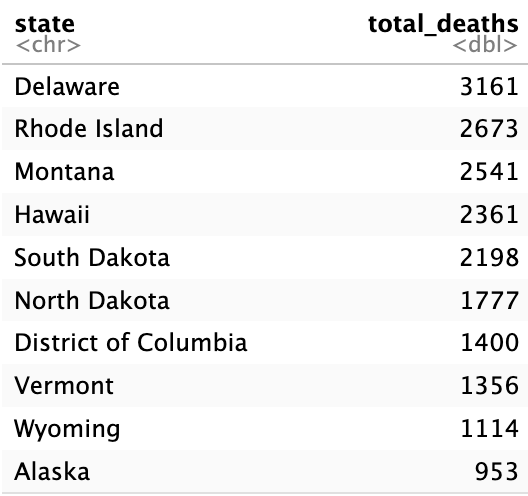 state total_deaths
<chr> <dbl>
Delaware 3161
Rhode Island 2673
Montana 2541
Hawaii 2361
South Dakota 2198
North Dakota 1777
District of Columbia 1400
Vermont 1356
Wyoming 1114
Alaska 953